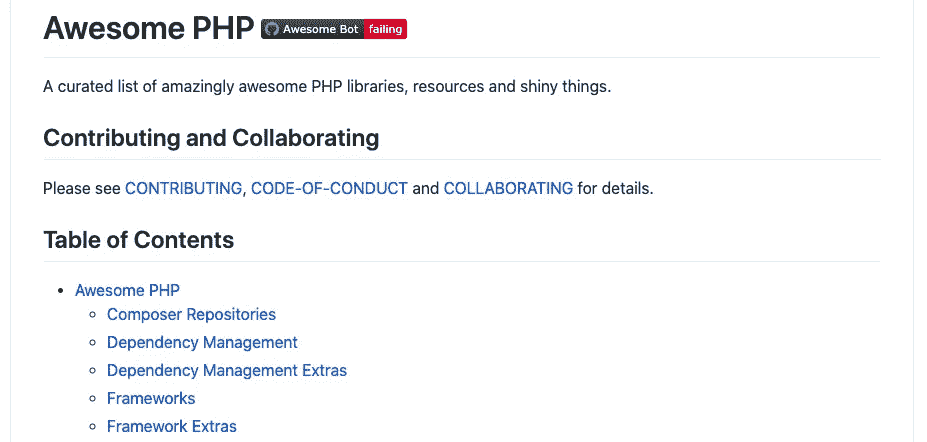 Awesome PHP Awesome Bot failing
A curated list of amazingly awesome PHP libraries, resources and shiny things.
Contributing and Collaborating
Please see CONTRIBUTING, CODE-OF-CONDUCT and COLLABORATING for details.
Table of Contents
Awesome PHP
Composer Repositories
Dependency Management
Dependency Management Extras
Frameworks
Framework Extras